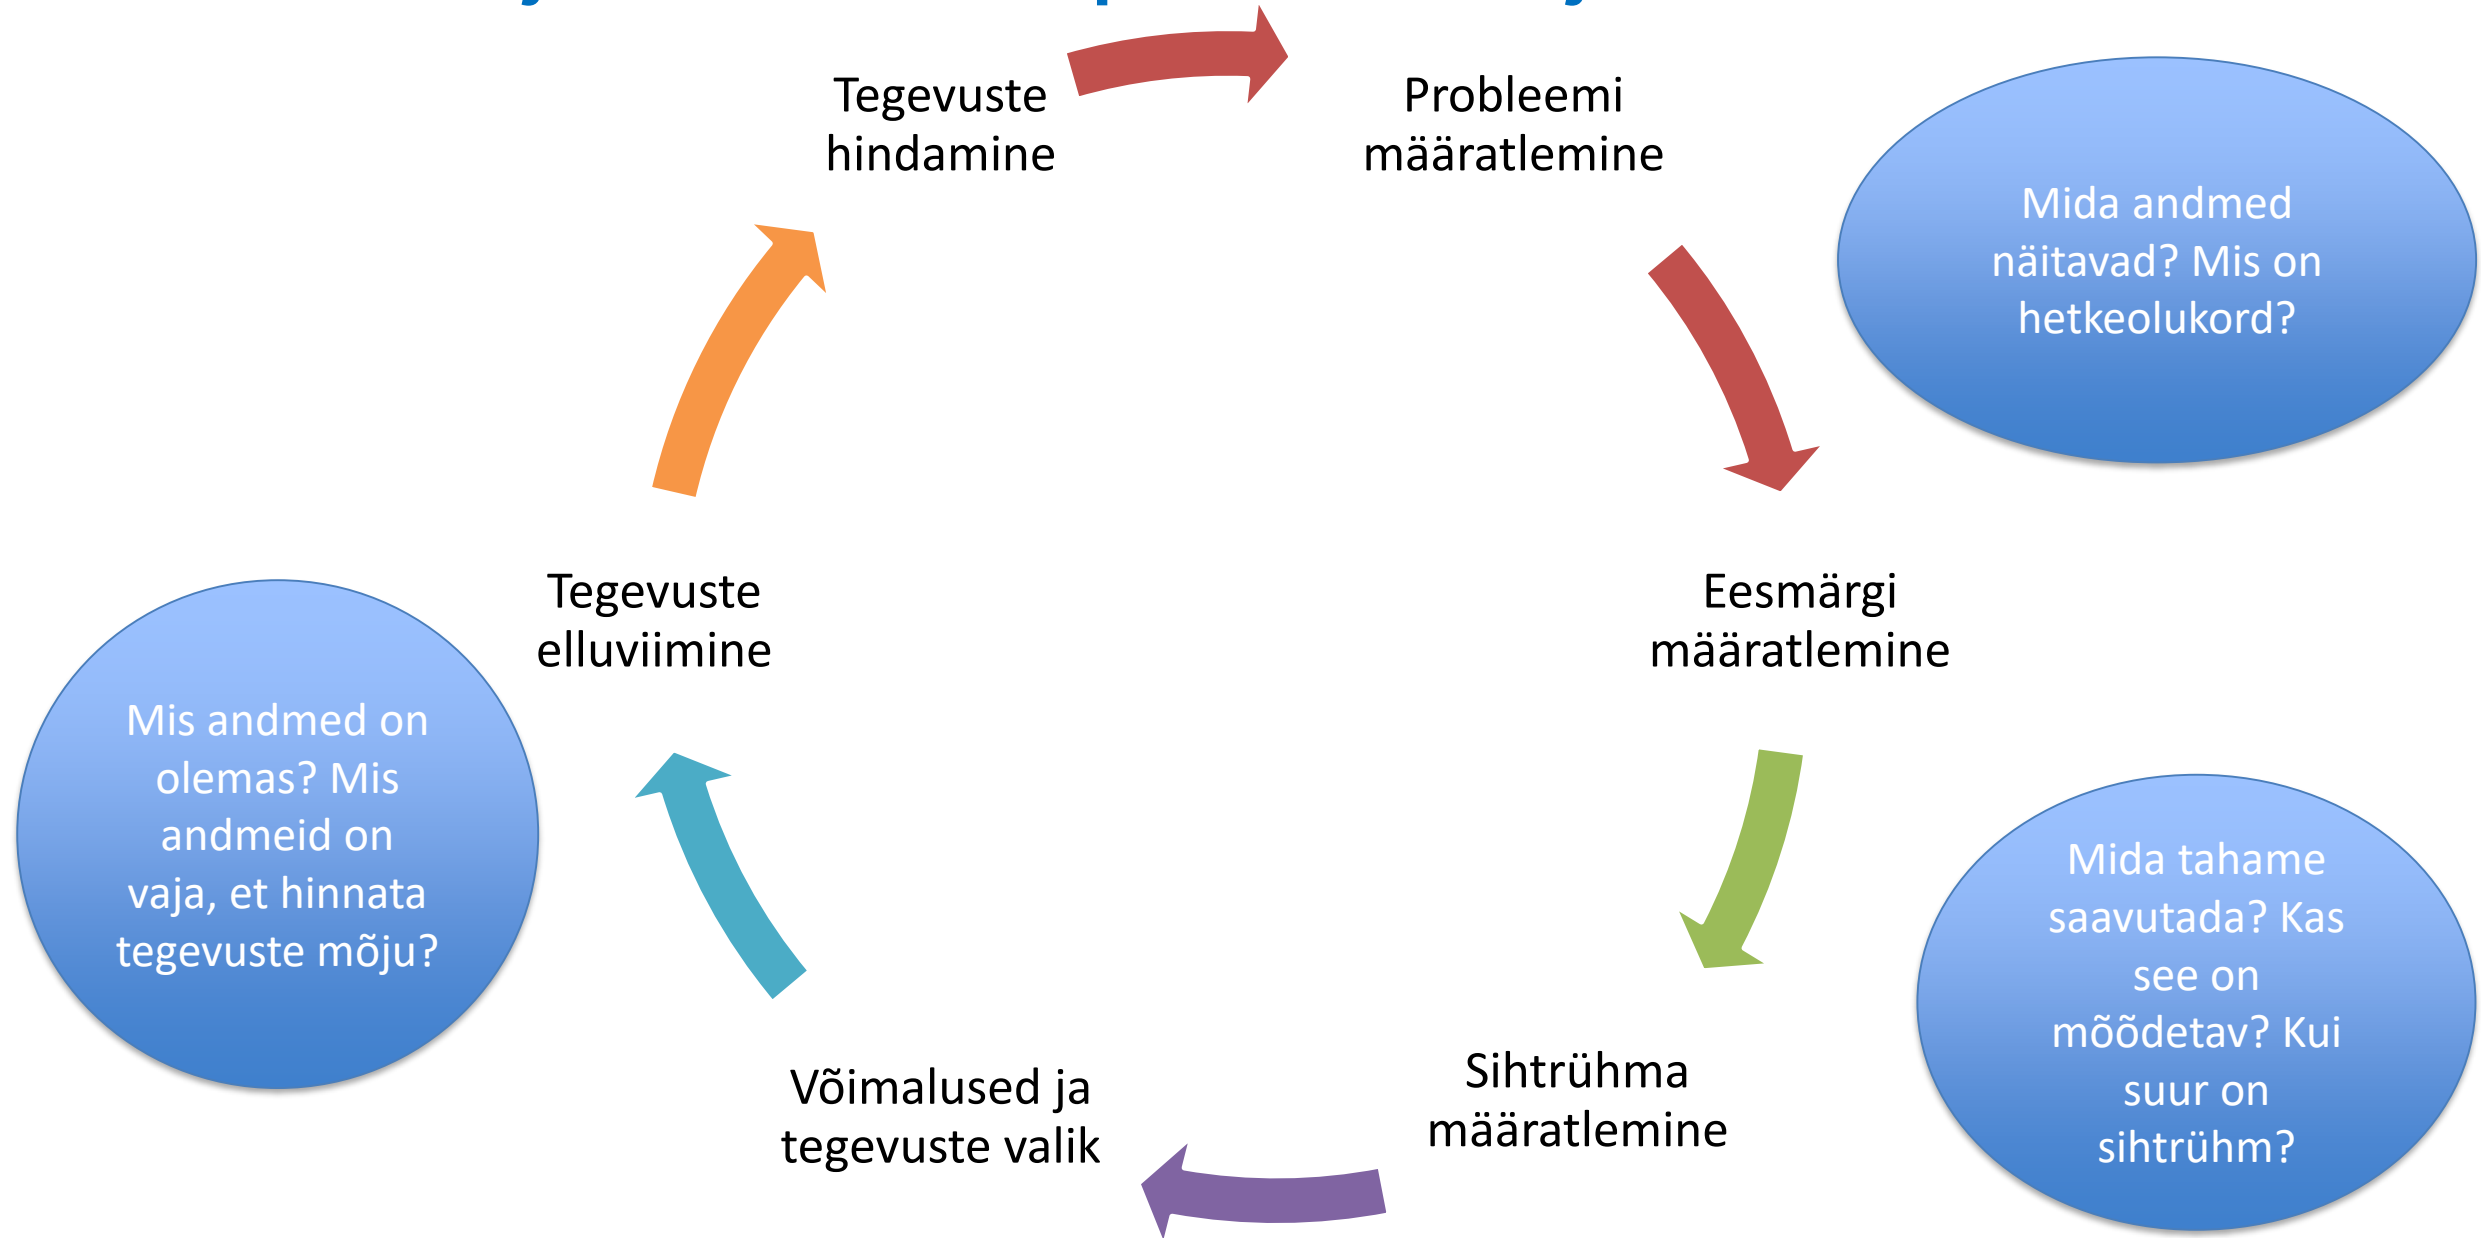 Tegevuste
hindamine
Probleemi
määratlemine
Mida andmed
näitavad? Mis on
hetkeolukord?
Eesmärgi
määratlemine
Mida tahame
saavutada? Kas
see on
mõõdetav? Kui
suur on
sihtrühm?
Sihtrühma
määratlemine
Võimalused ja
tegevuste valik
Tegevuste
elluviimine
Mis andmed on
olemas? Mis
andmeid on
vaja, et hinnata
tegevuste mõju?